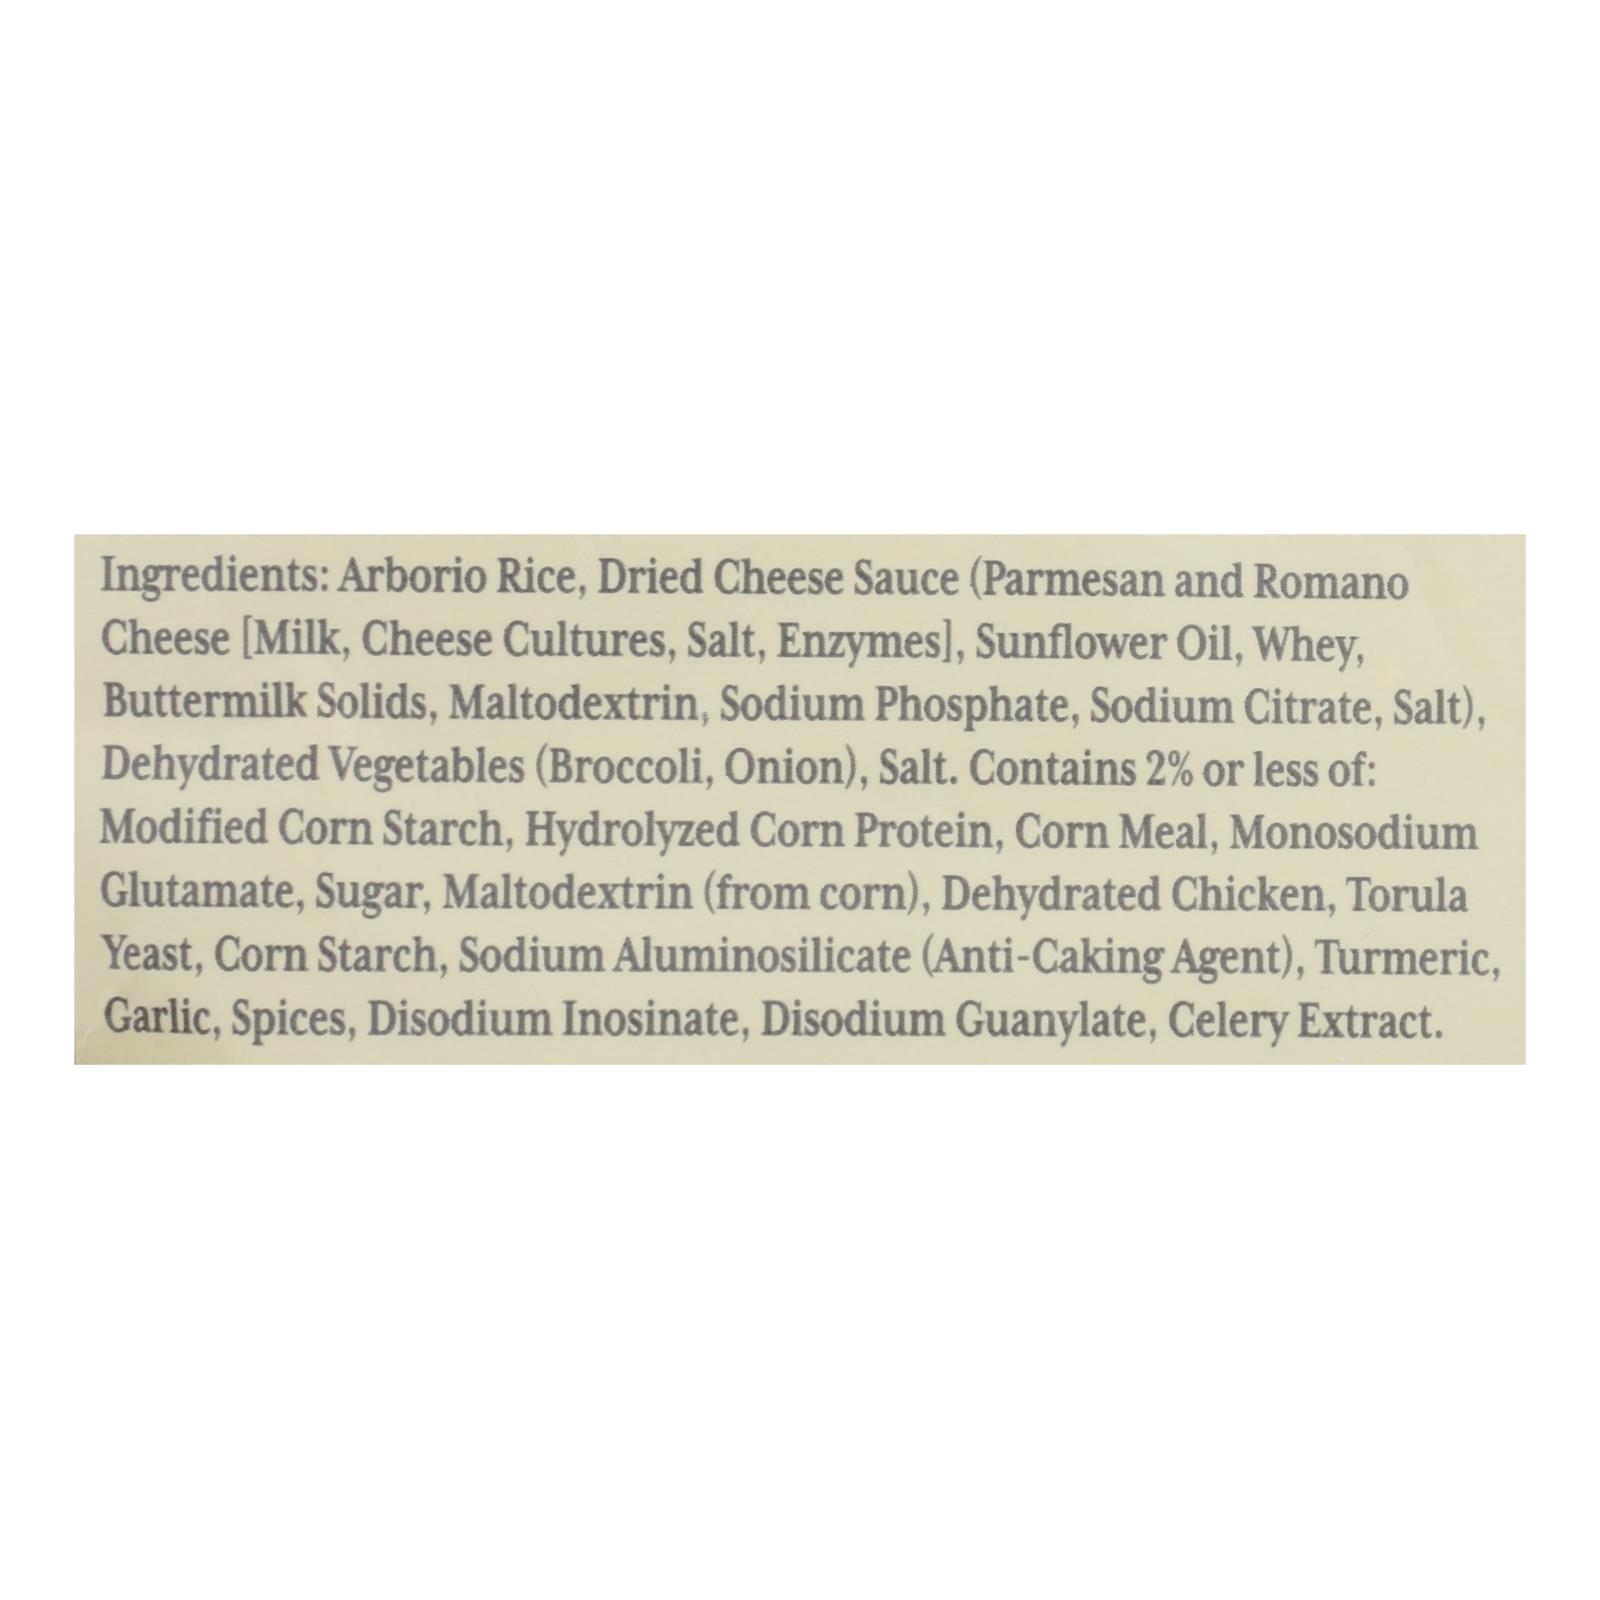 Ingredients: Arborio Rice, Dried Cheese Sauce (Parmesan and Romano
Cheese [Milk, Cheese Cultures, Salt, Enzymes], Sunflower Oil, Whey,
Buttermilk Solids, Maltodextrin, Sodium Phosphate, Sodium Citrate, Salt),
Dehydrated Vegetables (Broccoli, Onion), Salt. Contains 2% or less of:
Modified Corn Starch, Hydrolyzed Corn Protein, Corn Meal, Monosodium
Glutamate, Sugar, Maltodextrin (from corn), Dehydrated Chicken, Torula
Yeast, Corn Starch, Sodium Aluminosilicate (Anti-Caking Agent), Turmeric,
Garlic, Spices, Disodium Inosinate, Disodium Guanylate, Celery Extract.